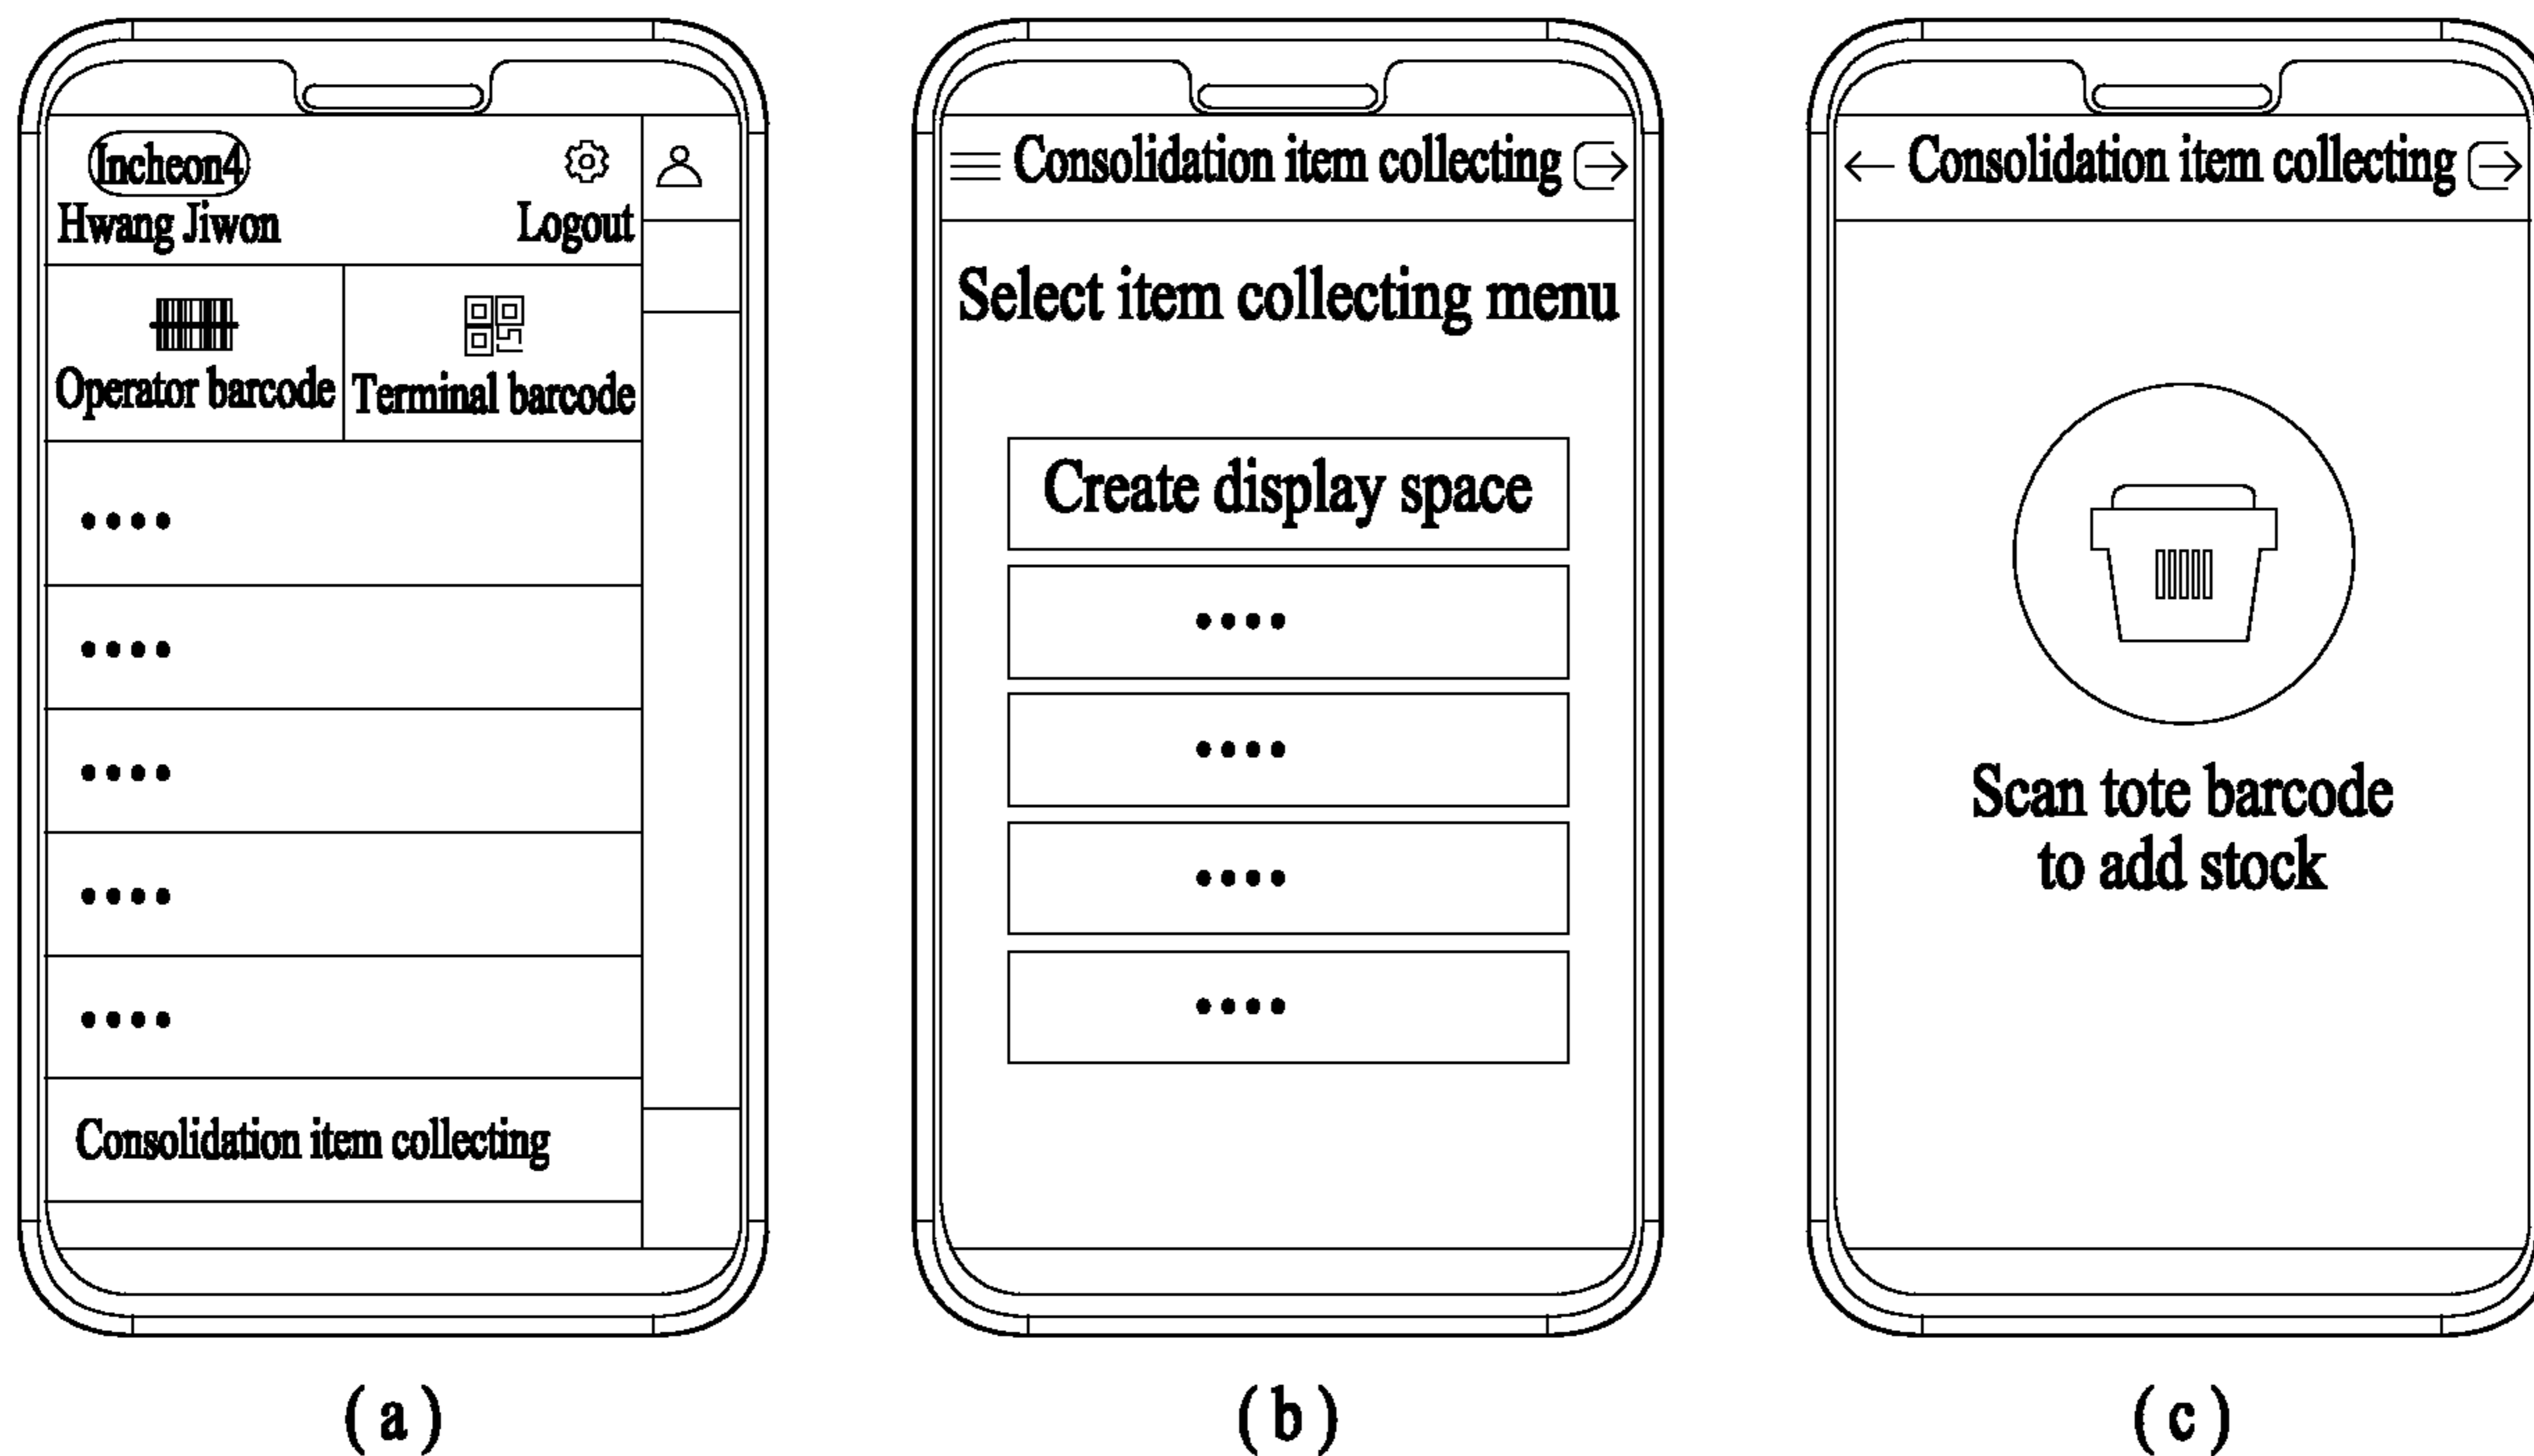 Incheon4
Hwang Jiwon
Logout
Operator barcode
Terminal barcode
••••
••••
••••
••••
••••
Consolidation item collecting
(a)
Consolidation item collecting
Select item collecting menu
Create display space
••••
••••
••••
••••
(b)
Consolidation item collecting
Scan tote barcode
to add stock
(c)